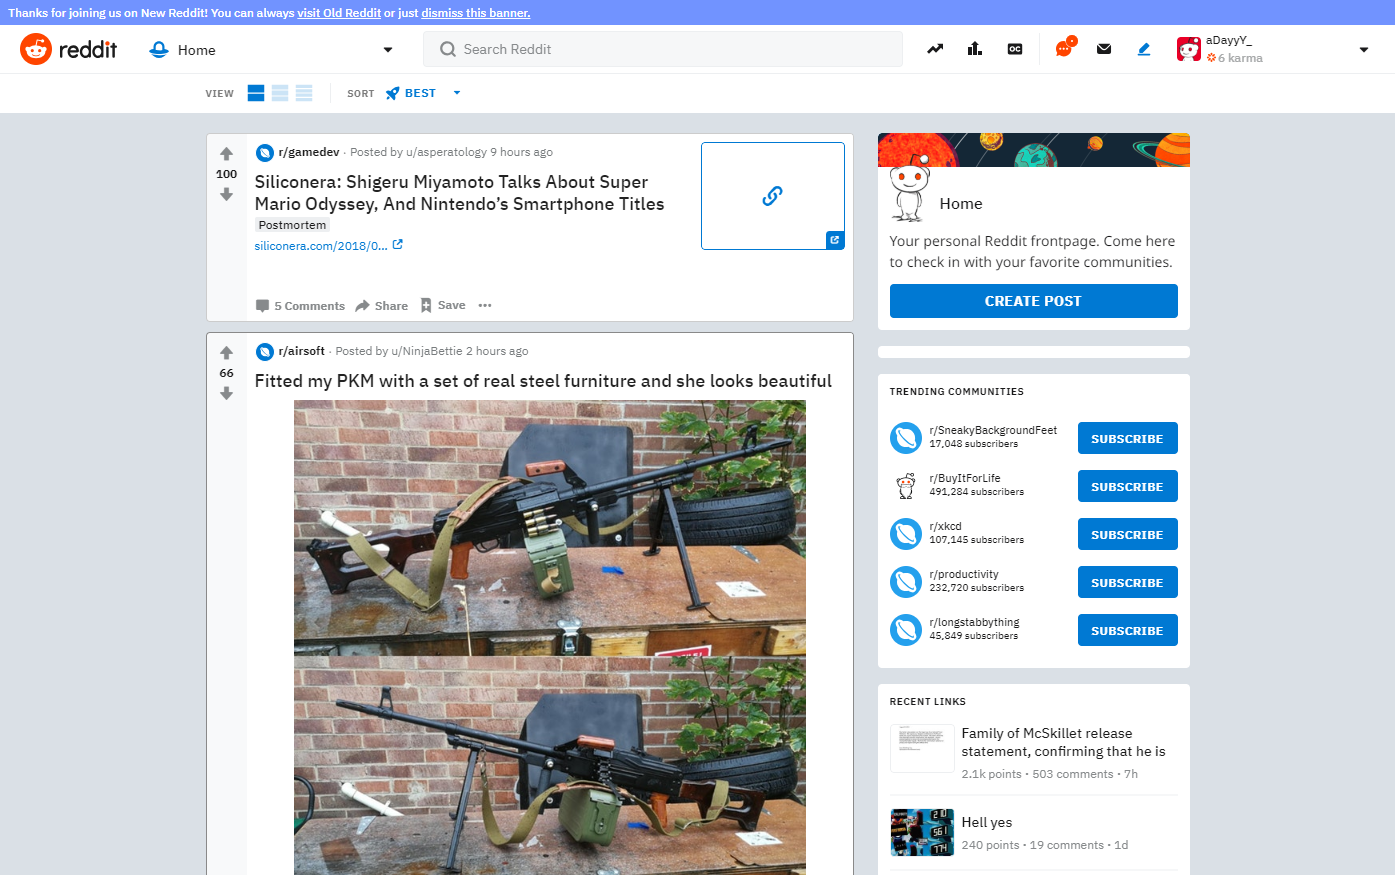 Thanks for joining us on New Reddit! You can always visit Old Reddit or just dismiss this banner.
reddit
Home
Search Reddit
OC
aDayyY_
6 karma
VIEW
SORT
BEST
100
r/gamedev · Posted by u/asperatology 9 hours ago
Siliconera: Shigeru Miyamoto Talks About Super
Mario Odyssey, And Nintendo’s Smartphone Titles
Postmortem
siliconera.com/2018/0...
5 Comments
Share
Save
66
r/airsoft · Posted by u/NinjaBettie 2 hours ago
Fitted my PKM with a set of real steel furniture and she looks beautiful
Home
Your personal Reddit frontpage. Come here
to check in with your favorite communities.
CREATE POST
TRENDING COMMUNITIES
r/SneakyBackgroundFeet
17,048 subscribers
SUBSCRIBE
r/BuyItForLife
491,284 subscribers
SUBSCRIBE
r/xkcd
107,145 subscribers
SUBSCRIBE
r/productivity
232,720 subscribers
SUBSCRIBE
r/longstabbything
45,849 subscribers
SUBSCRIBE
RECENT LINKS
Family of McSkillet release
statement, confirming that he is
2.1k points • 503 comments • 7h
561
774
Hell yes
240 points • 19 comments • 1d